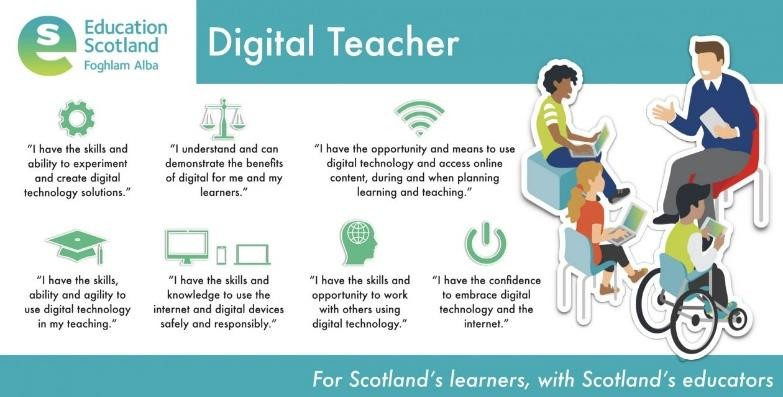 Education
Scotland
Foghlam Alba
Digital Teacher
"I have the skills and
ability to experiment
and create digital
technology solutions."
"I understand and can
demonstrate the benefits
of digital for me and my
learners."
"I have the opportunity and means to use
digital technology and access online
content, during and when planning
learning and teaching."
"I have the skills,
ability and agility to
use digital technology
in my teaching."
"I have the skills and
knowledge to use the
internet and digital devices
safely and responsibly."
"I have the skills and
opportunity to work
with others using
digital technology."
"I have the confidence
to embrace digital
technology and the
internet."
For Scotland's learners, with Scotland's educators